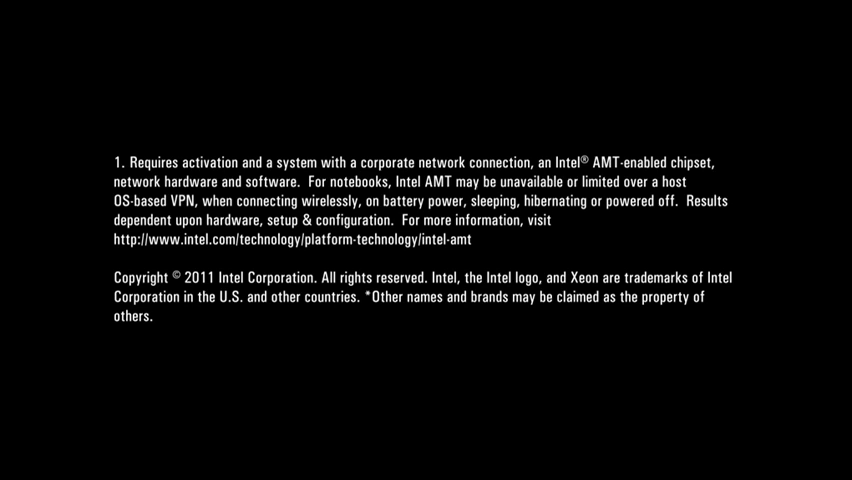 1. Requires activation and a system with a corporate network connection, an Intel® AMT-enabled chipset,
network hardware and software.  For notebooks, Intel AMT may be unavailable or limited over a host
OS-based VPN, when connecting wirelessly, on battery power, sleeping, hibernating or powered off.  Results
dependent upon hardware, setup & configuration.  For more information, visit
http://www.intel.com/technology/platform-technology/intel-amt
Copyright © 2011 Intel Corporation. All rights reserved. Intel, the Intel logo, and Xeon are trademarks of Intel
Corporation in the U.S. and other countries. *Other names and brands may be claimed as the property of
others.